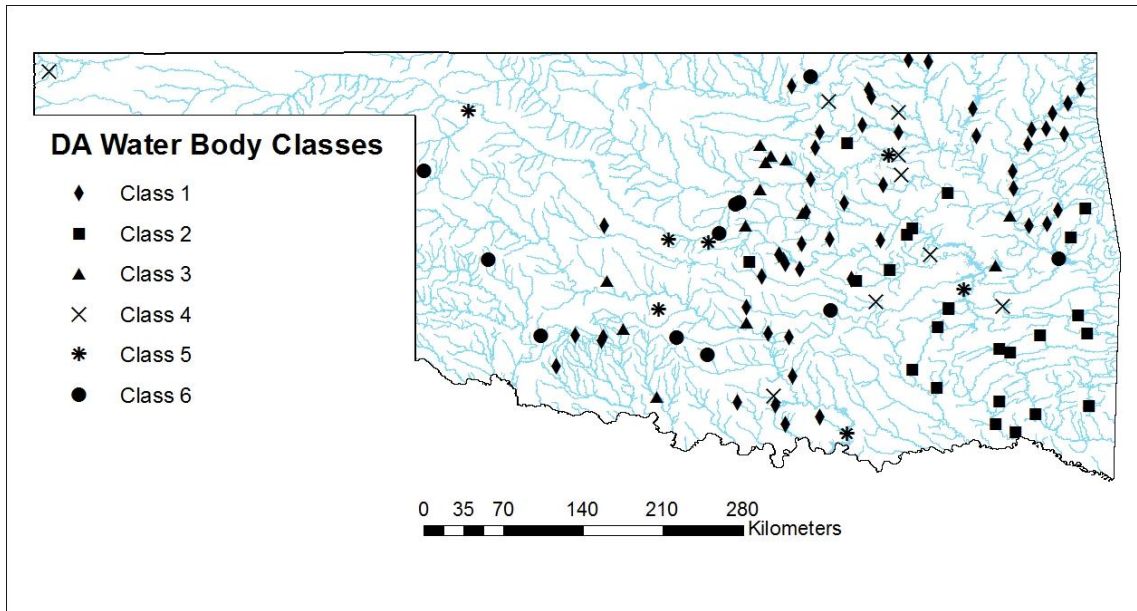 DA Water Body Classes
Class 1
Class 2
Class 3
Class 4
Class 5
Class 6
0 35 70 140 210 280
Kilometers